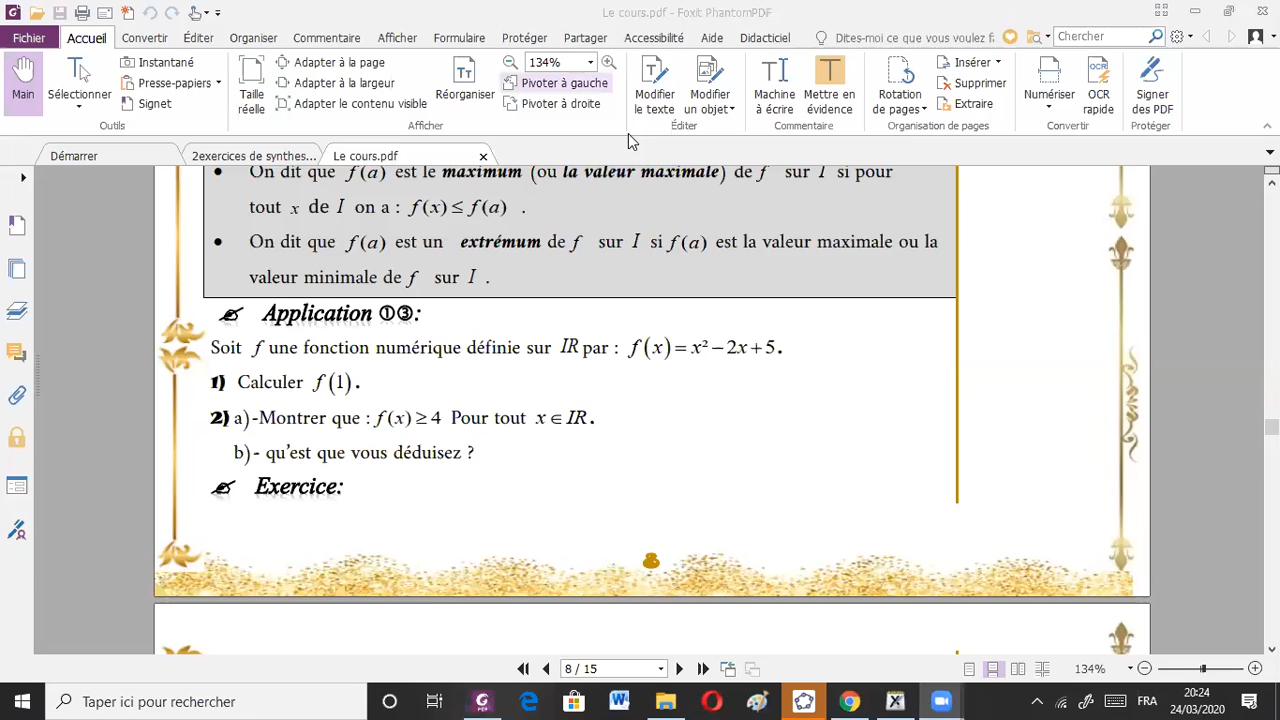 Le cours.pdf - Foxit PhantomPDF
Fichier Accueil Convertir Éditer Organiser Commentaire Afficher Formulaire Protéger Partager Accessibilité Aide Didacticiel Dites-moi ce que vous voulez f Chercher
Main
Sélectionner
Instantané
Presse-papiers
Signet
Outils
Taille réelle
Adapter à la page
Adapter à la largeur
Adapter le contenu visible
Réorganiser
134%
Pivoter à gauche
Pivoter à droite
Afficher
Modifier le texte
Modifier un objet
Éditer
Machine à écrire
Mettre en évidence
Commentaire
Rotation de pages
Insérer
Supprimer
Extraire
Organisation de pages
Numériser
OCR rapide
Convertir
Signer des PDF
Protéger
Démarrer 2exercices de synthes... Le cours.pdf
• On dit que f(a) est le maximum (ou la valeur maximale) de f sur I si pour
tout x de I on a : f(x) ≤ f(a) .
• On dit que f(a) est un extrémum de f sur I si f(a) est la valeur maximale ou la
valeur minimale de f sur I .
Application ①③:
Soit f une fonction numérique définie sur IR par : f(x) = x² − 2x + 5.
1) Calculer f(1).
2) a)-Montrer que : f(x) ≥ 4 Pour tout x ∈ IR.
b)- qu'est que vous déduisez ?
Exercice:
8
8 / 15
134%
Taper ici pour rechercher
FRA
20:24
24/03/2020